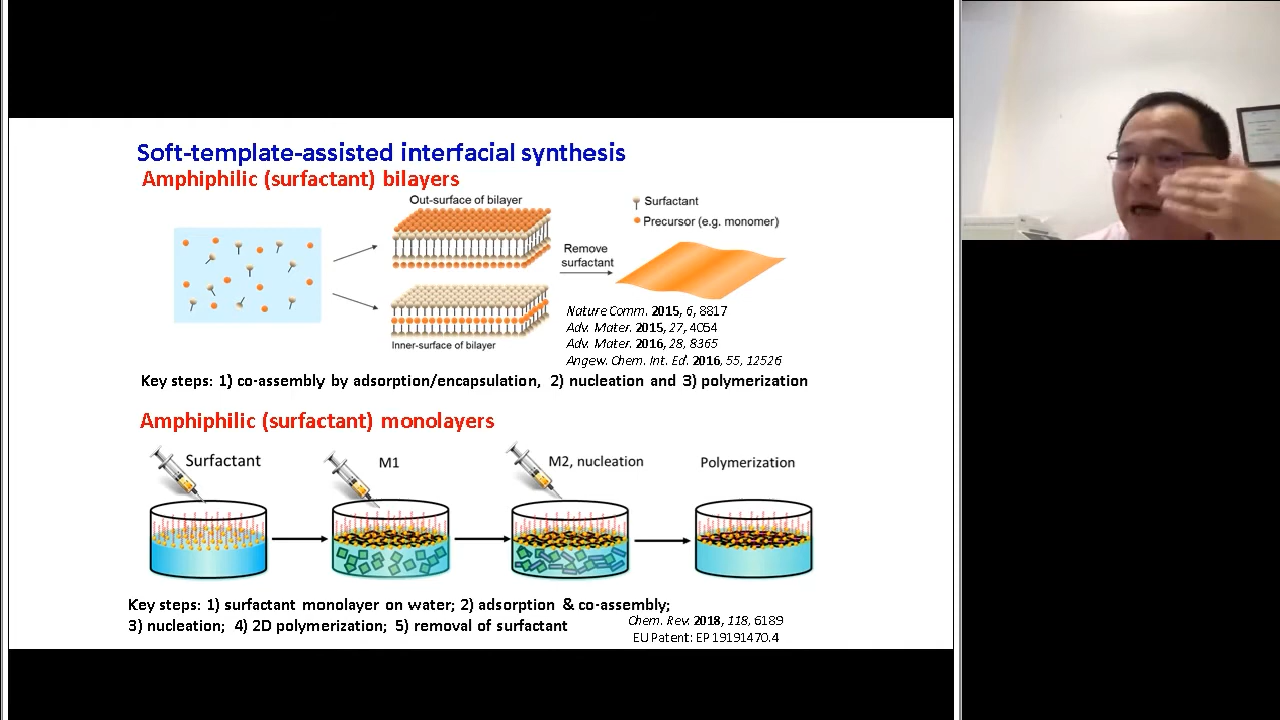 Soft-template-assisted interfacial synthesis
Amphiphilic (surfactant) bilayers
Out-surface of bilayer
Surfactant
Precursor (e.g. monomer)
Remove
surfactant
Inner-surface of bilayer
Nature Comm. 2015, 6, 8817
Adv. Mater. 2015, 27, 4054
Adv. Mater. 2016, 28, 8365
Angew. Chem. Int. Ed. 2016, 55, 12526
Key steps: 1) co-assembly by adsorption/encapsulation, 2) nucleation and 3) polymerization
Amphiphilic (surfactant) monolayers
Surfactant
M1
M2, nucleation
Polymerization
Key steps: 1) surfactant monolayer on water; 2) adsorption & co-assembly;
3) nucleation; 4) 2D polymerization; 5) removal of surfactant
Chem. Rev. 2018, 118, 6189
EU Patent: EP 19191470.4